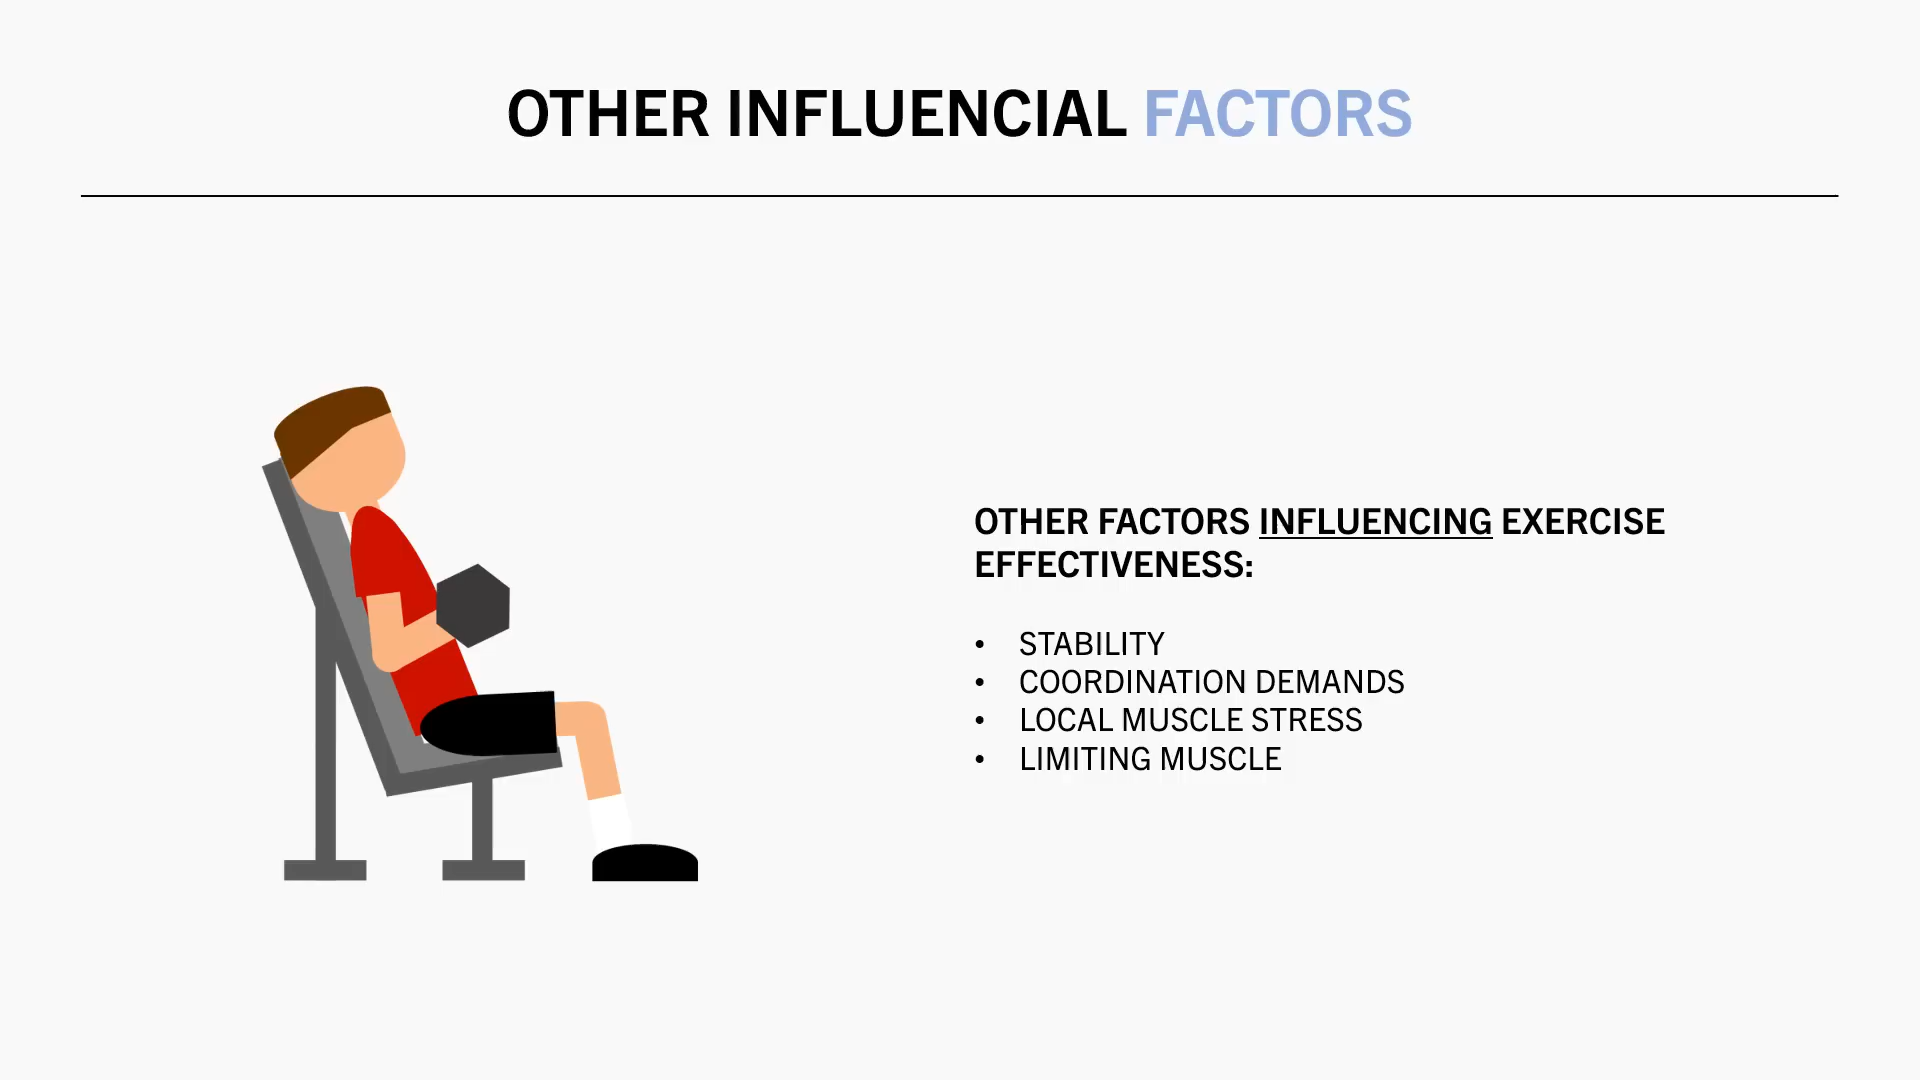 OTHER INFLUENCIAL FACTORS
OTHER FACTORS INFLUENCING EXERCISE
EFFECTIVENESS:
• STABILITY
• COORDINATION DEMANDS
• LOCAL MUSCLE STRESS
• LIMITING MUSCLE